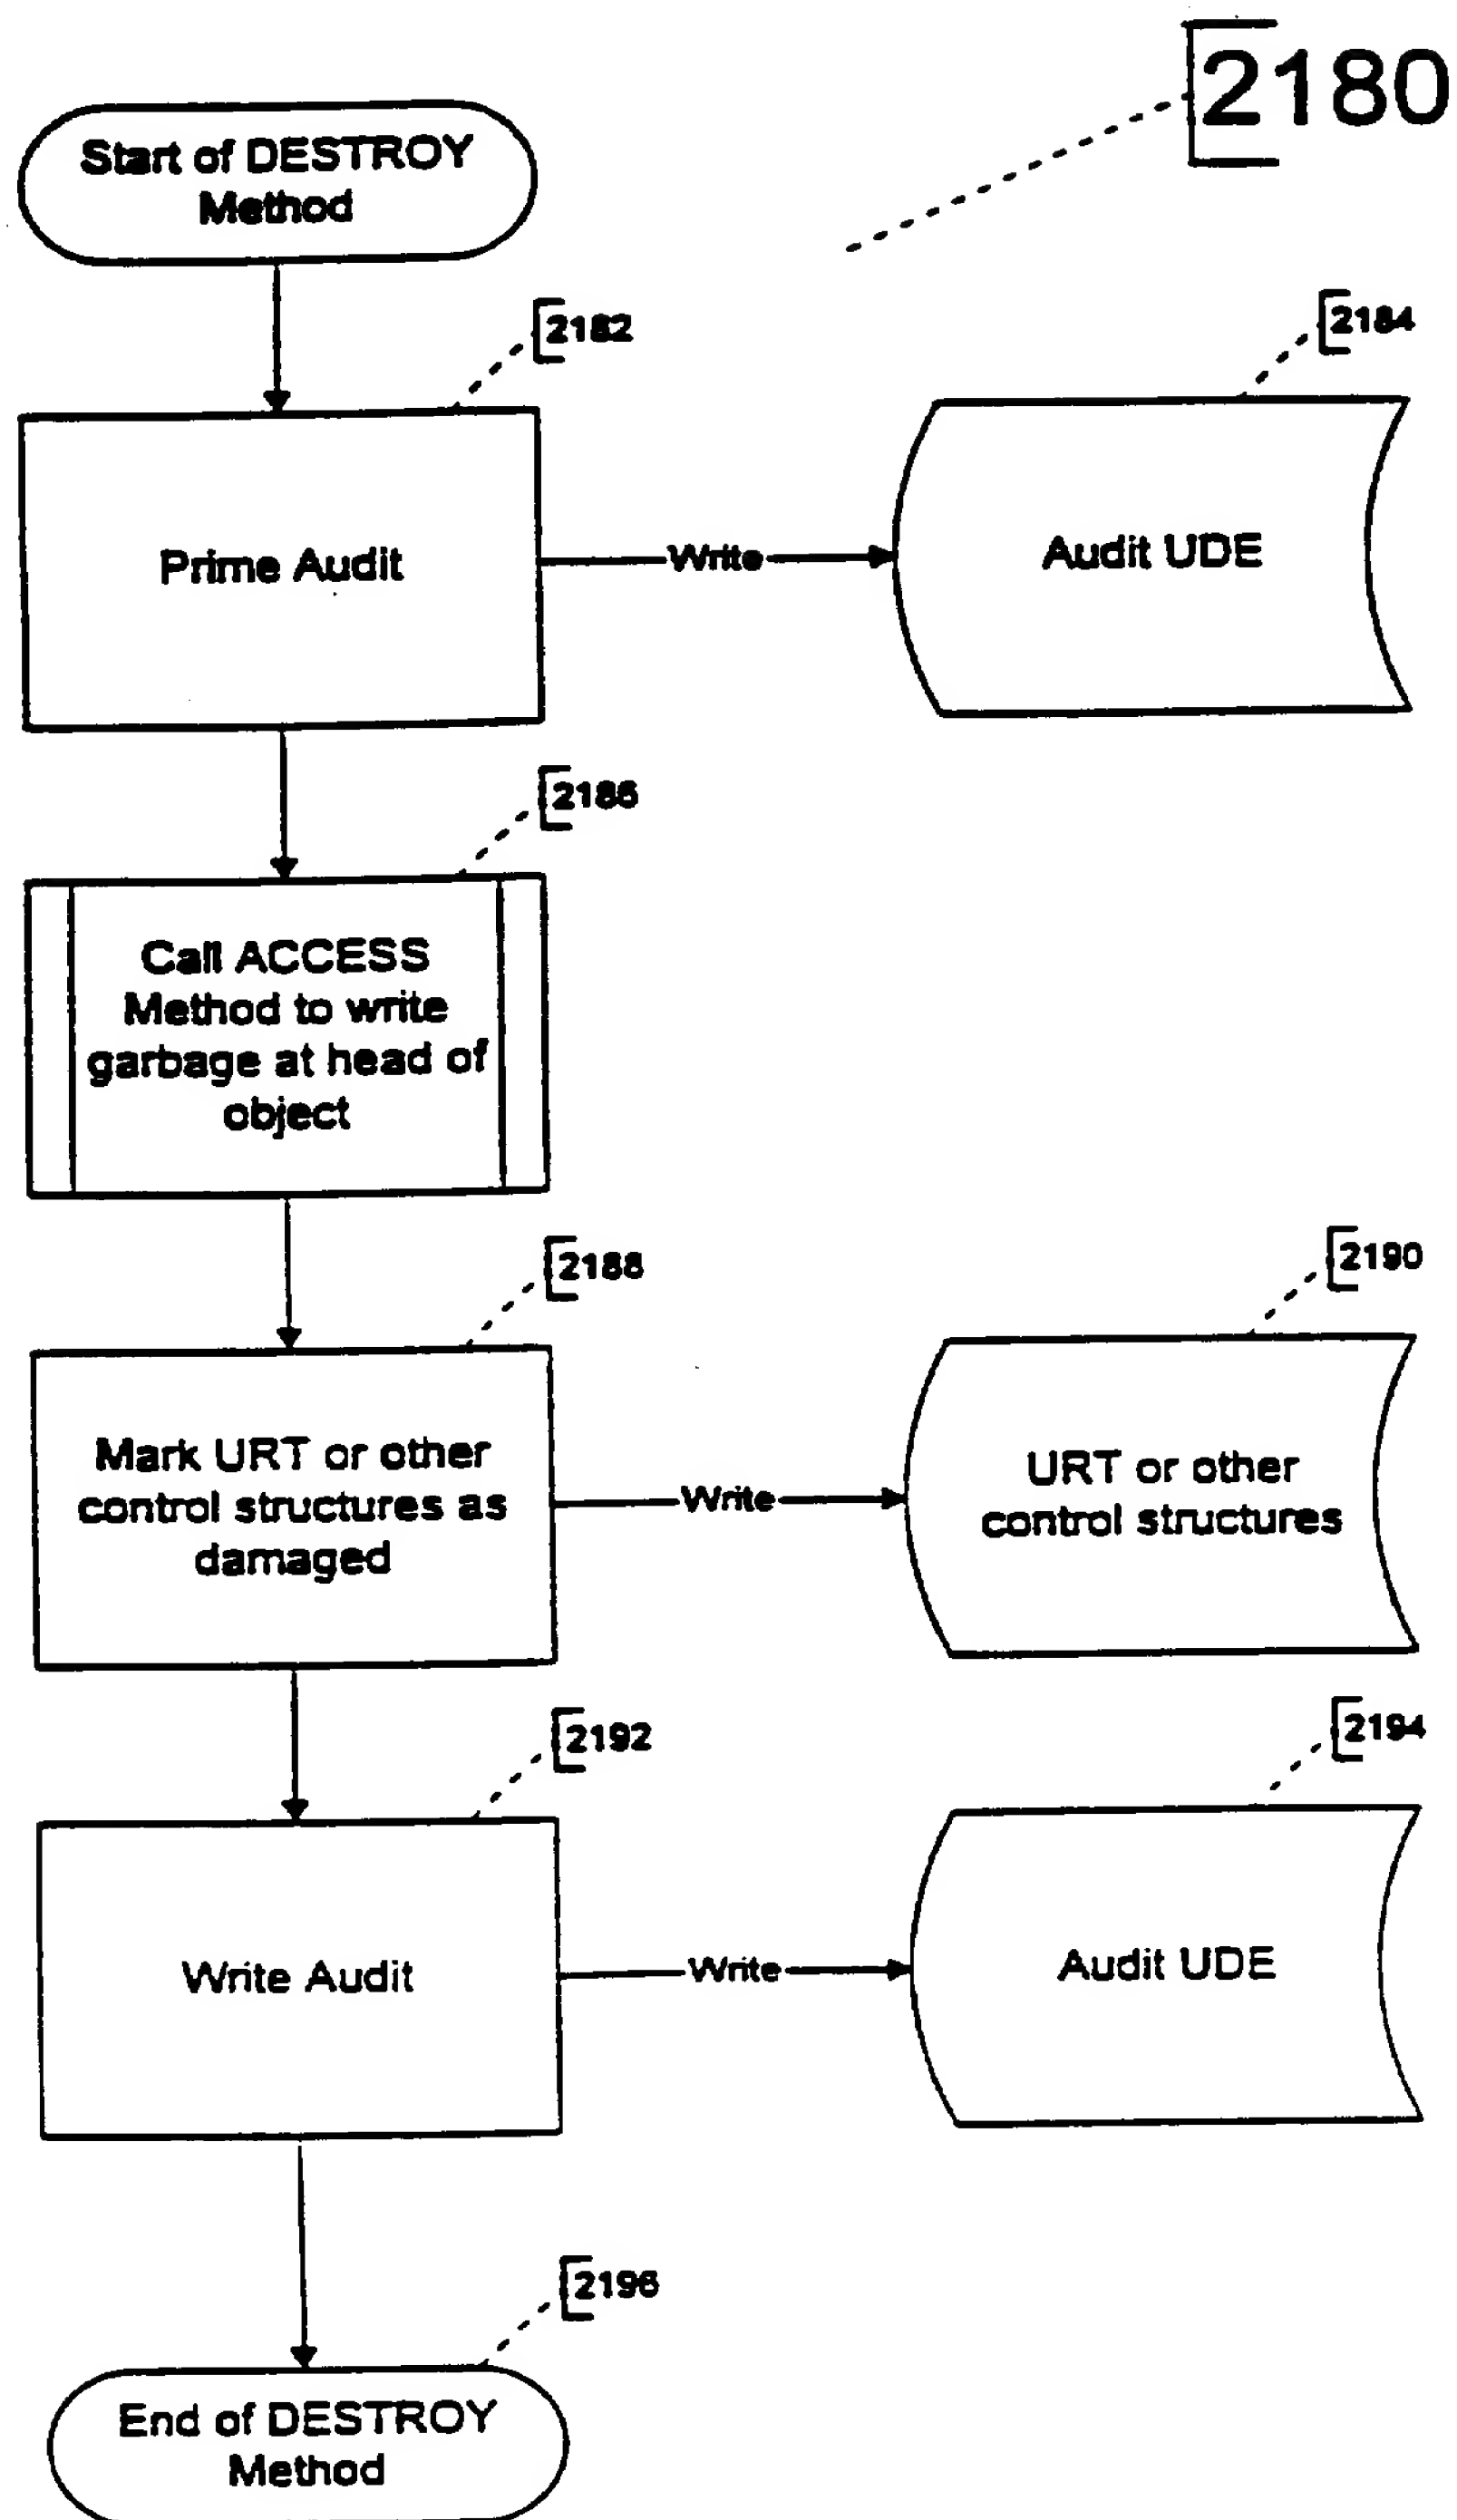 2180
Start of DESTROY
Method
2182
2184
Prime Audit
Write
Audit UDE
2186
Call ACCESS
Method to write
garbage at head of
object
2188
2190
Mark URT or other
control structures as
damaged
Write
URT or other
control structures
2192
2194
Write Audit
Write
Audit UDE
2196
End of DESTROY
Method